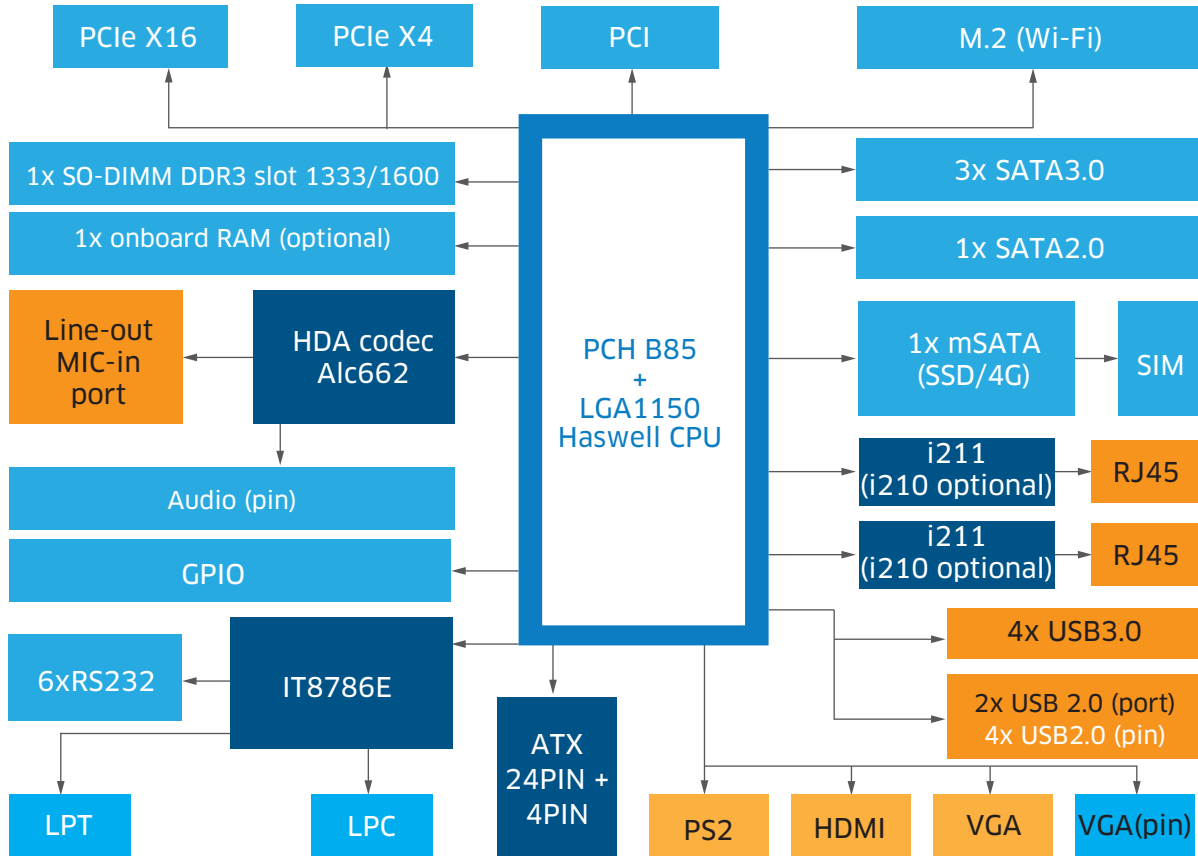 PCIe X16
PCIe X4
PCI
M.2 (Wi-Fi)
1x SO-DIMM DDR3 slot 1333/1600
3x SATA3.0
1x onboard RAM (optional)
1x SATA2.0
Line-out
MIC-in
port
HDA codec
Alc662
PCH B85
+
LGA1150
Haswell CPU
1x mSATA
(SSD/4G)
SIM
i211
(i210 optional)
RJ45
Audio (pin)
i211
(i210 optional)
RJ45
GPIO
4x USB3.0
6xRS232
IT8786E
2x USB 2.0 (port)
4x USB2.0 (pin)
ATX
24PIN +
4PIN
LPT
LPC
PS2
HDMI
VGA
VGA(pin)